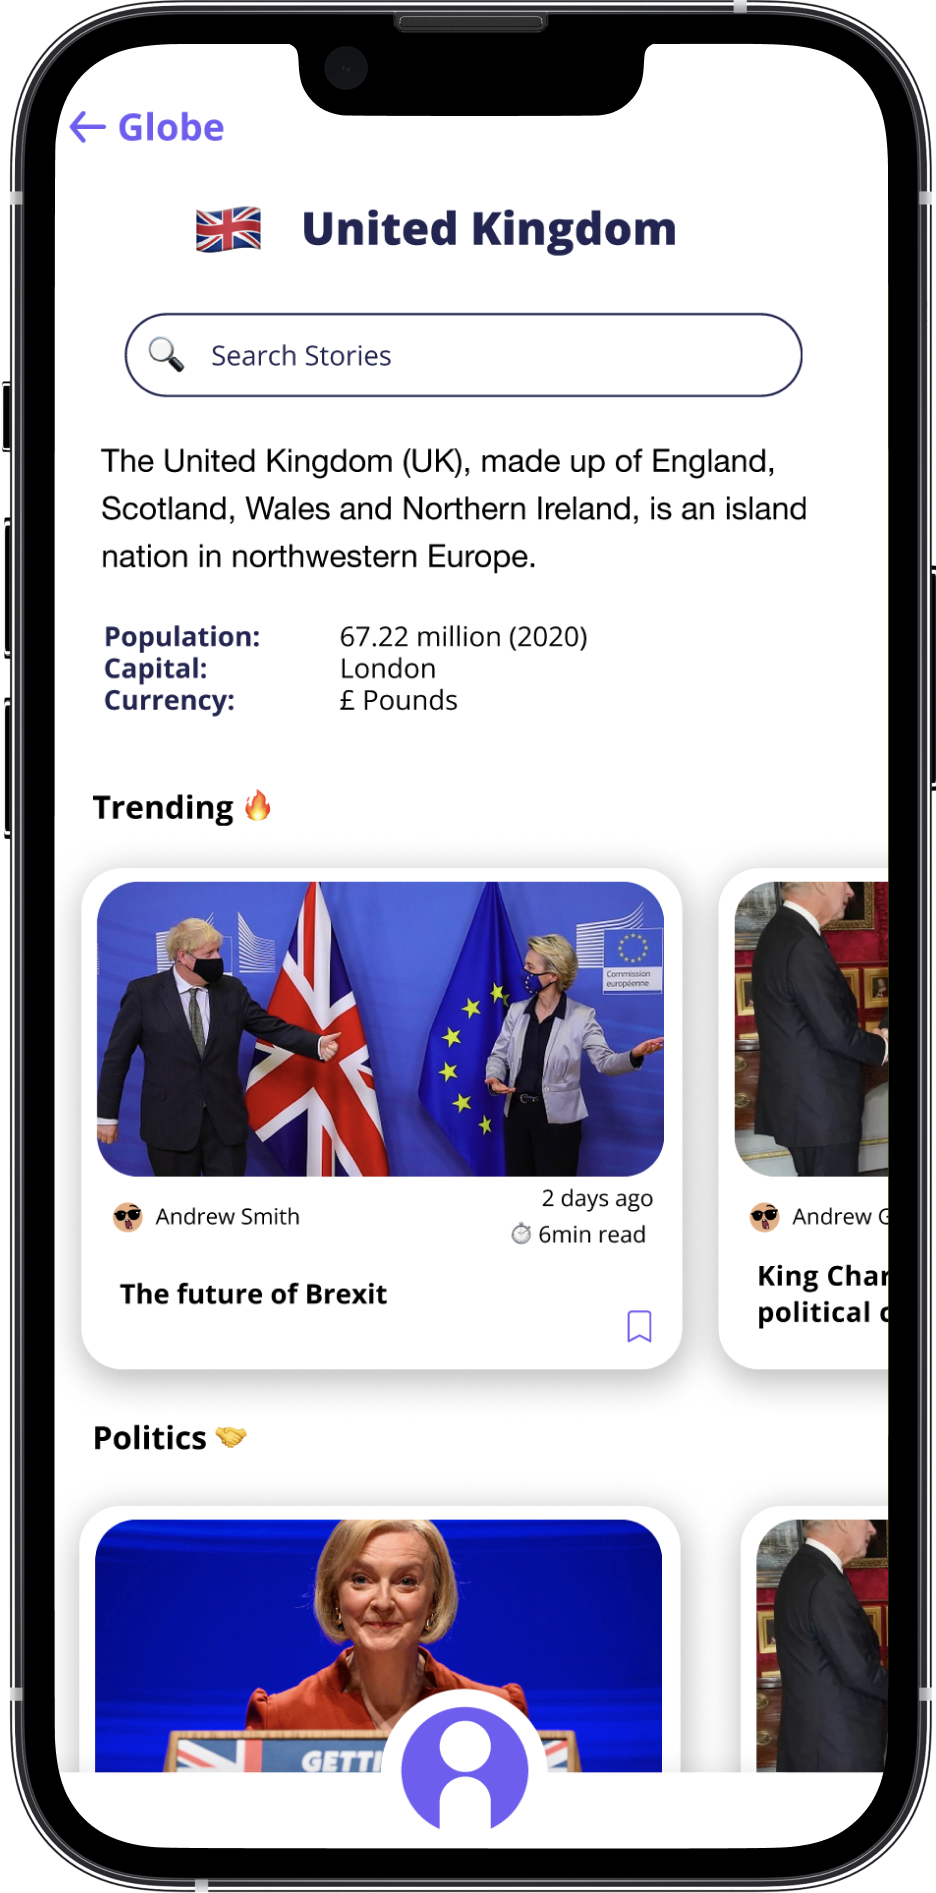 ← Globe
United Kingdom
Search Stories
The United Kingdom (UK), made up of England,
Scotland, Wales and Northern Ireland, is an island
nation in northwestern Europe.
Population: 67.22 million (2020)
Capital: London
Currency: £ Pounds
Trending
Commission
européenne
Andrew Smith
2 days ago
6min read
The future of Brexit
Andrew G
King Char
political
Politics
GETTI